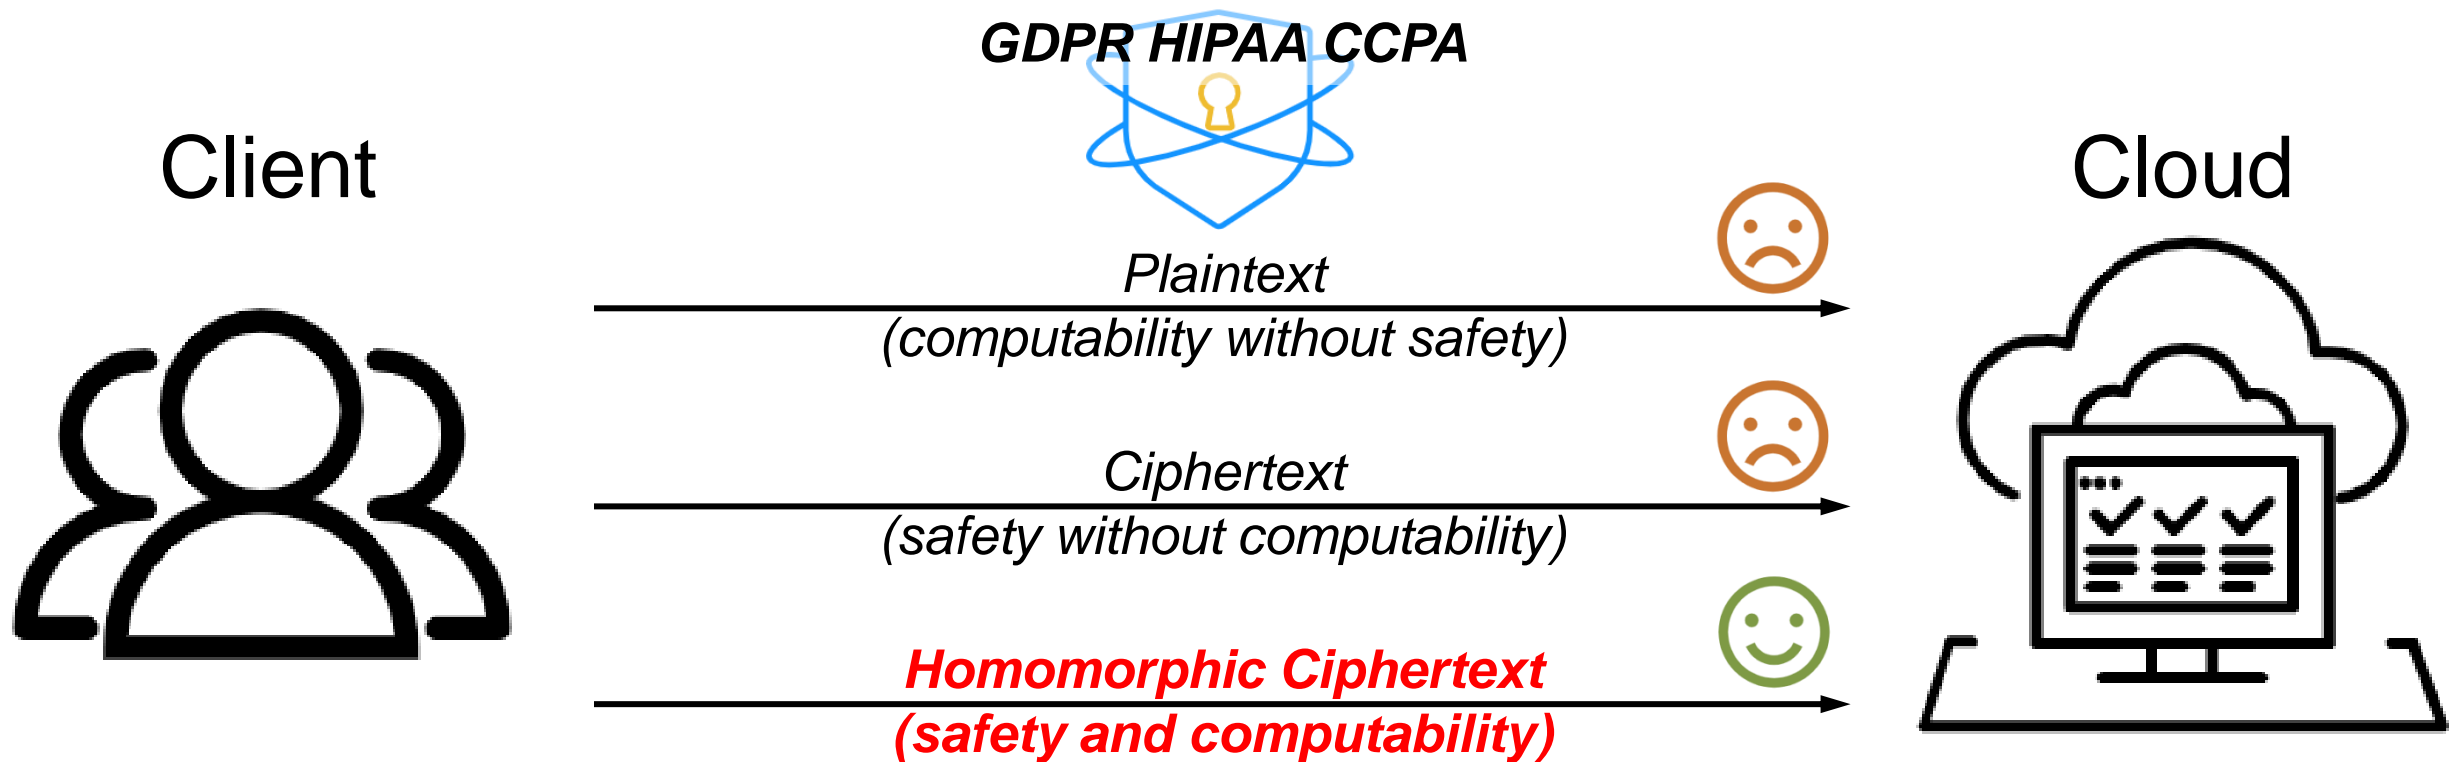 GDPR HIPAA CCPA
Client
Cloud
Plaintext
(computability without safety)
Ciphertext
(safety without computability)
Homomorphic Ciphertext
(safety and computability)